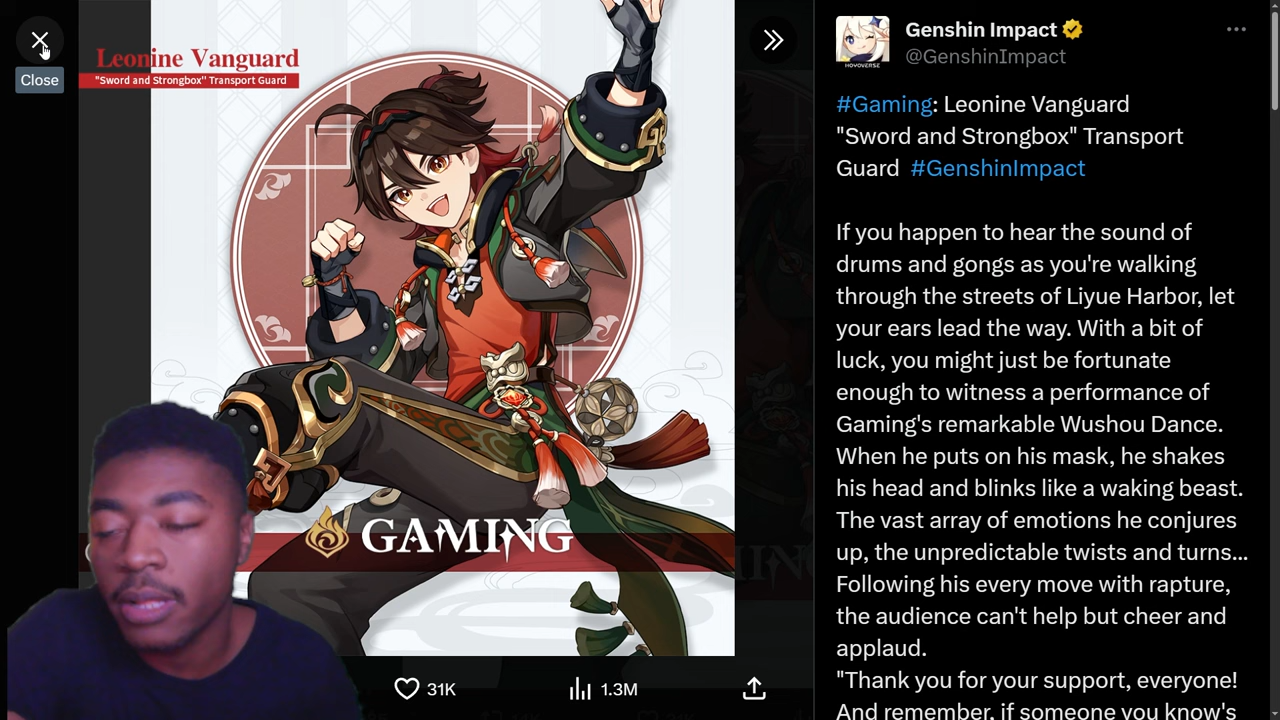 Leonine Vanguard
"Sword and Strongbox" Transport Guard
Close
GAMING
31K
1.3M
HOYOVERSE
Genshin Impact
@GenshinImpact
#Gaming: Leonine Vanguard
"Sword and Strongbox" Transport
Guard #GenshinImpact
If you happen to hear the sound of
drums and gongs as you're walking
through the streets of Liyue Harbor, let
your ears lead the way. With a bit of
luck, you might just be fortunate
enough to witness a performance of
Gaming's remarkable Wushou Dance.
When he puts on his mask, he shakes
his head and blinks like a waking beast.
The vast array of emotions he conjures
up, the unpredictable twists and turns...
Following his every move with rapture,
the audience can't help but cheer and
applaud.
"Thank you for your support, everyone!
And remember, if someone you know's